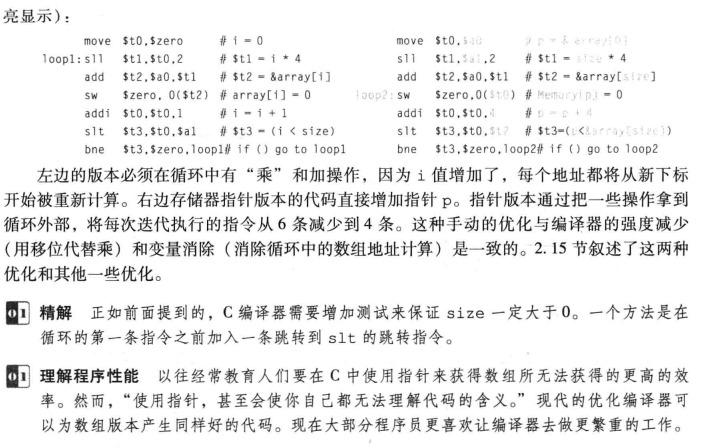 亮显示）：
move $t0,$zero # i = 0 move $t0,$a0 # p = & array[0]
loop1:sll $t1,$t0,2 # $t1 = i * 4 sll $t1,$a1,2 # $t1 = size * 4
add $t2,$a0,$t1 # $t2 = &array[i] add $t2,$a0,$t1 # $t2 = &array[size]
sw $zero, 0($t2) # array[i] = 0 loop2:sw $zero,0($t0) # Memory[p] = 0
addi $t0,$t0,1 # i = i + 1 addi $t0,$t0,4 # p = p + 4
slt $t3,$t0,$a1 # $t3 = (i < size) slt $t3,$t0,$t2 # $t3=(p<&array[size])
bne $t3,$zero,loop1# if () go to loop1 bne $t3,$zero,loop2# if () go to loop2
左边的版本必须在循环中有“乘”和加操作，因为 i 值增加了，每个地址都将从新下标
开始被重新计算。右边存储器指针版本的代码直接增加指针 p。指针版本通过把一些操作拿到
循环外部，将每次迭代执行的指令从 6 条减少到 4 条。这种手动的优化与编译器的强度减少
（用移位代替乘）和变量消除（消除循环中的数组地址计算）是一致的。2.15 节叙述了这两种
优化和其他一些优化。
精解 正如前面提到的，C 编译器需要增加测试来保证 size 一定大于 0。一个方法是在
循环的第一条指令之前加入一条跳转到 slt 的跳转指令。
理解程序性能 以往经常教育人们要在 C 中使用指针来获得数组所无法获得的更高的效
率。然而，“使用指针，甚至会使你自己都无法理解代码的含义。”现代的优化编译器可
以为数组版本产生同样好的代码。现在大部分程序员更喜欢让编译器去做更繁重的工作。